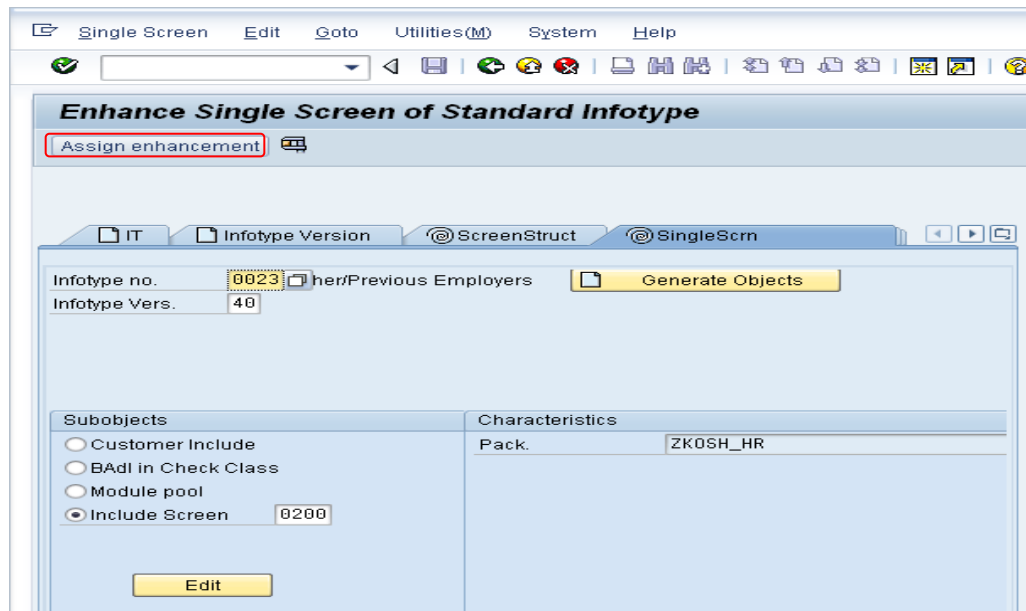 Single Screen Edit Goto Utilities(M) System Help
Enhance Single Screen of Standard Infotype
Assign enhancement
IT Infotype Version ScreenStruct SingleScrn
Infotype no. 0023 her/Previous Employers Generate Objects
Infotype Vers. 40
Subobjects Characteristics
Customer Include Pack. ZKOSH_HR
BAdI in Check Class
Module pool
Include Screen 0200
Edit